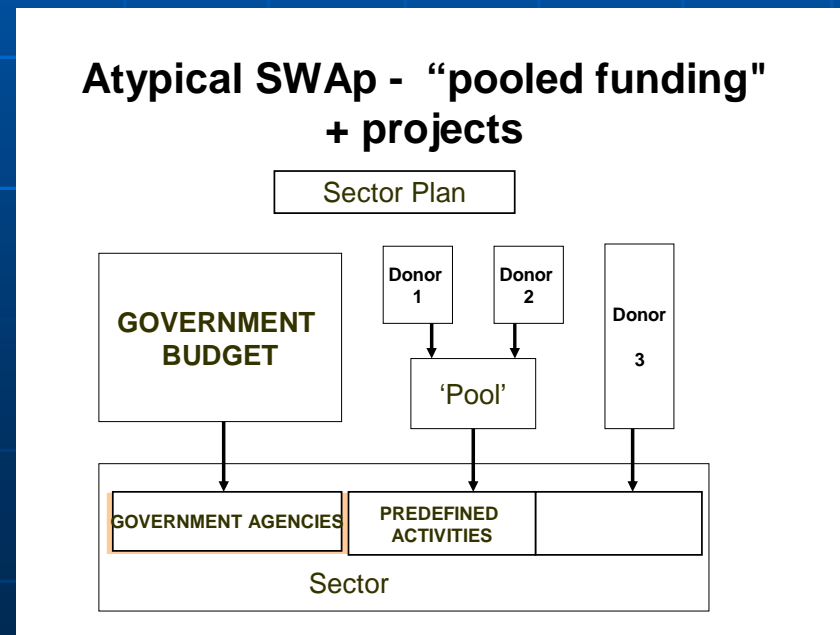 Atypical SWAp - “pooled funding"
+ projects
Sector Plan
GOVERNMENT
BUDGET
Donor
1
Donor
2
Donor
3
‘Pool’
GOVERNMENT AGENCIES
PREDEFINED
ACTIVITIES
Sector